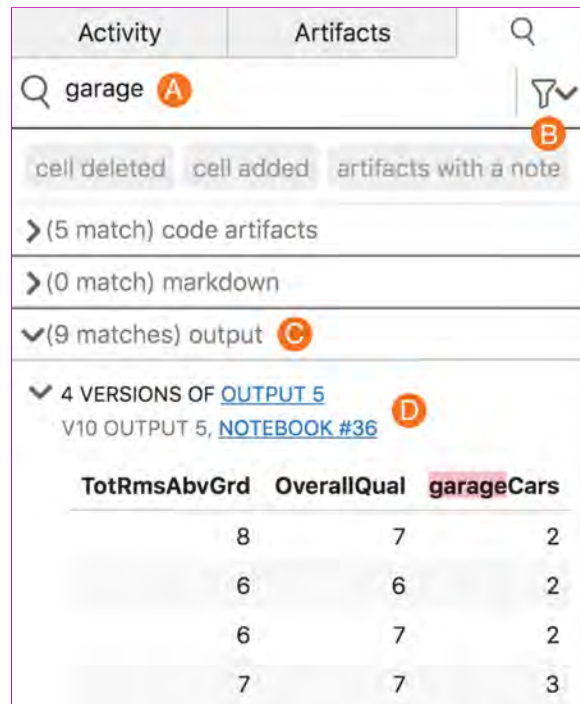 Activity Artifacts
garage A
B
cell deleted cell added artifacts with a note
(5 match) code artifacts
(0 match) markdown
(9 matches) output C
4 VERSIONS OF OUTPUT 5 D
V10 OUTPUT 5, NOTEBOOK #36
TotRmsAbvGrd OverallQual garageCars
8 7 2
6 6 2
6 7 2
7 7 3